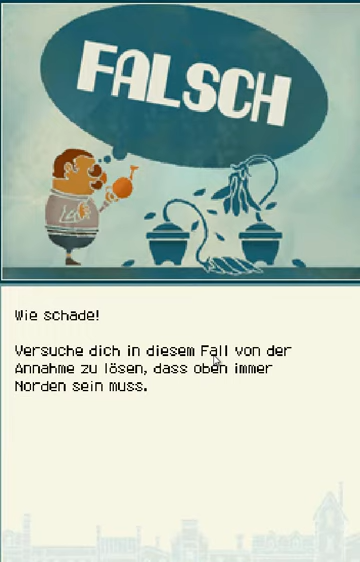 FALSCH
Wie schade!
Versuche dich in diesem Fall von der
Annahme zu lösen, dass oben immer
Norden sein muss.